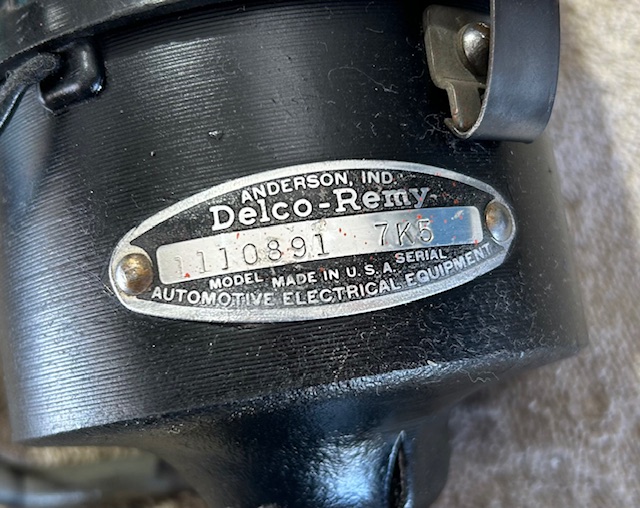 ANDERSON, IND.
Delco-Remy
1110891 7K5
MODEL MADE IN U.S.A. SERIAL
AUTOMOTIVE ELECTRICAL EQUIPMENT